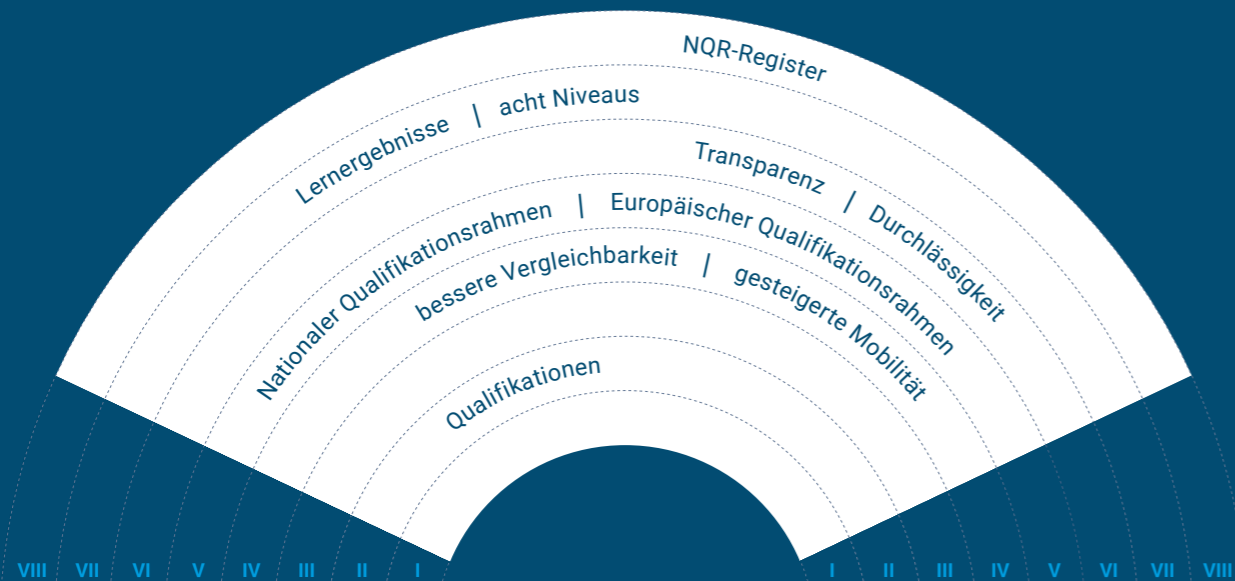 NQR-Register
Lernergebnisse | acht Niveaus
Transparenz | Durchlässigkeit
Nationaler Qualifikationsrahmen | Europäischer Qualifikationsrahmen
bessere Vergleichbarkeit | gesteigerte Mobilität
Qualifikationen
VIII VII VI V IV III II I I II III IV V VI VII VIII